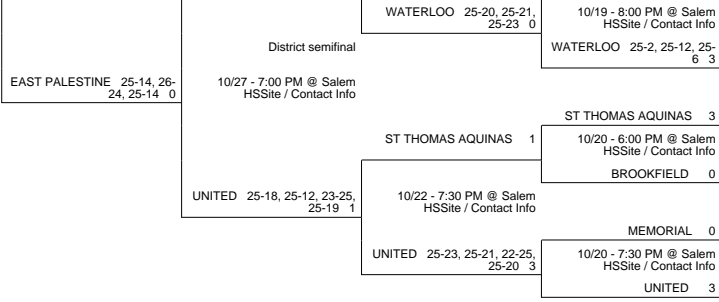 WATERLOO 25-20, 25-21,
25-23 0
10/19 - 8:00 PM @ Salem
HSSite / Contact Info
District semifinal
WATERLOO 25-2, 25-12, 25-
6 3
EAST PALESTINE 25-14, 26-
24, 25-14 0
10/27 - 7:00 PM @ Salem
HSSite / Contact Info
ST THOMAS AQUINAS 3
ST THOMAS AQUINAS 1
10/20 - 6:00 PM @ Salem
HSSite / Contact Info
BROOKFIELD 0
UNITED 25-18, 25-12, 23-25,
25-19 1
10/22 - 7:30 PM @ Salem
HSSite / Contact Info
MEMORIAL 0
UNITED 25-23, 25-21, 22-25,
25-20 3
10/20 - 7:30 PM @ Salem
HSSite / Contact Info
UNITED 3